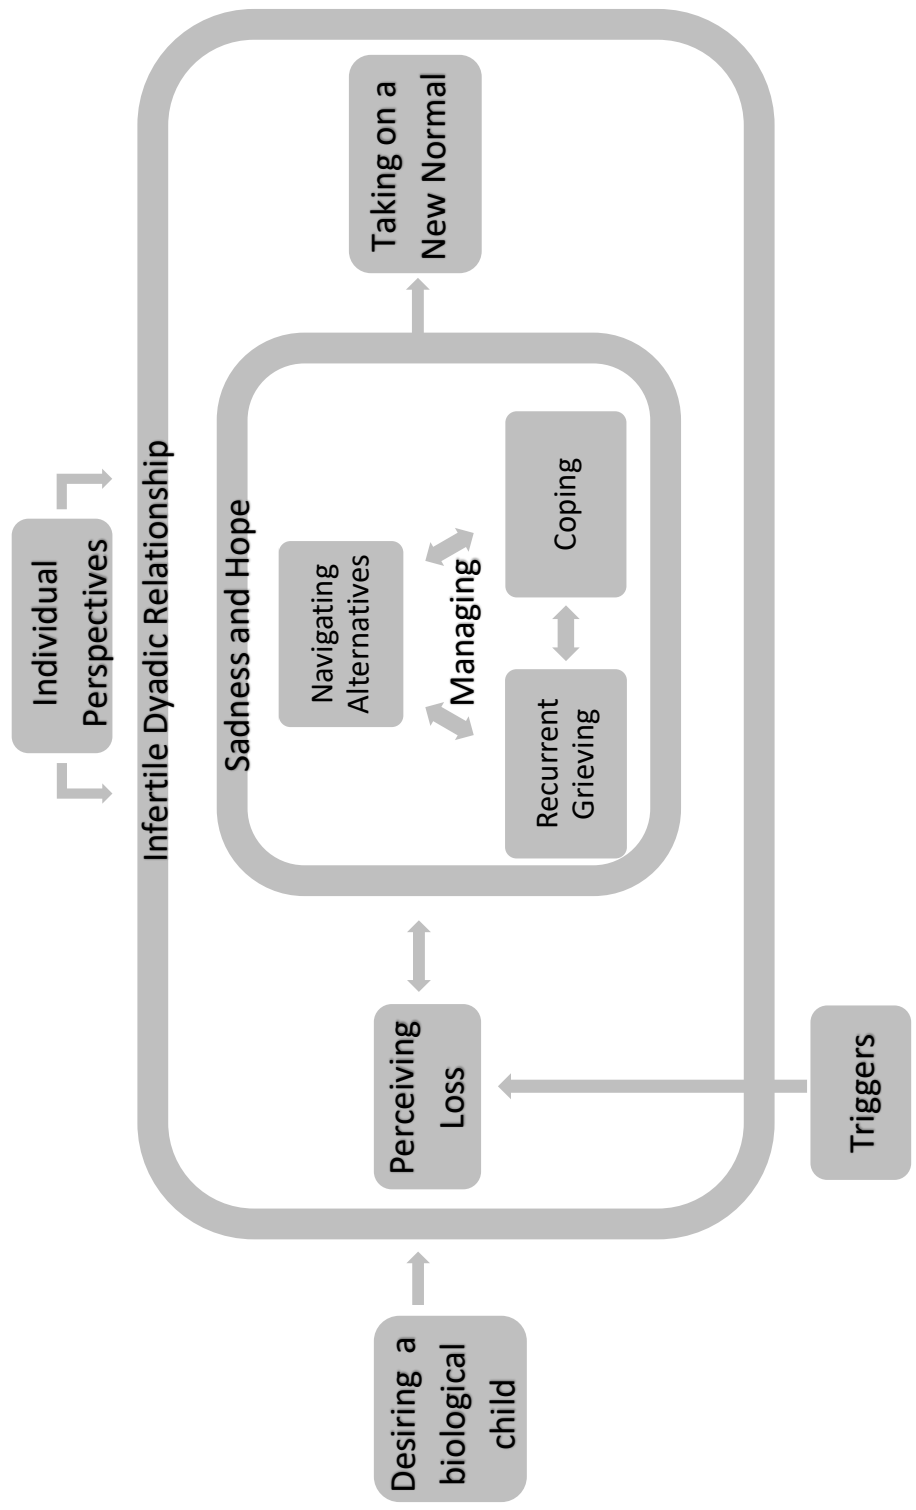 Individual
Perspectives
Infertile Dyadic Relationship
Sadness and Hope
Desiring a
biological
child
Perceiving
Loss
Navigating
Alternatives
Managing
Recurrent
Grieving
Coping
Taking on a
New Normal
Triggers